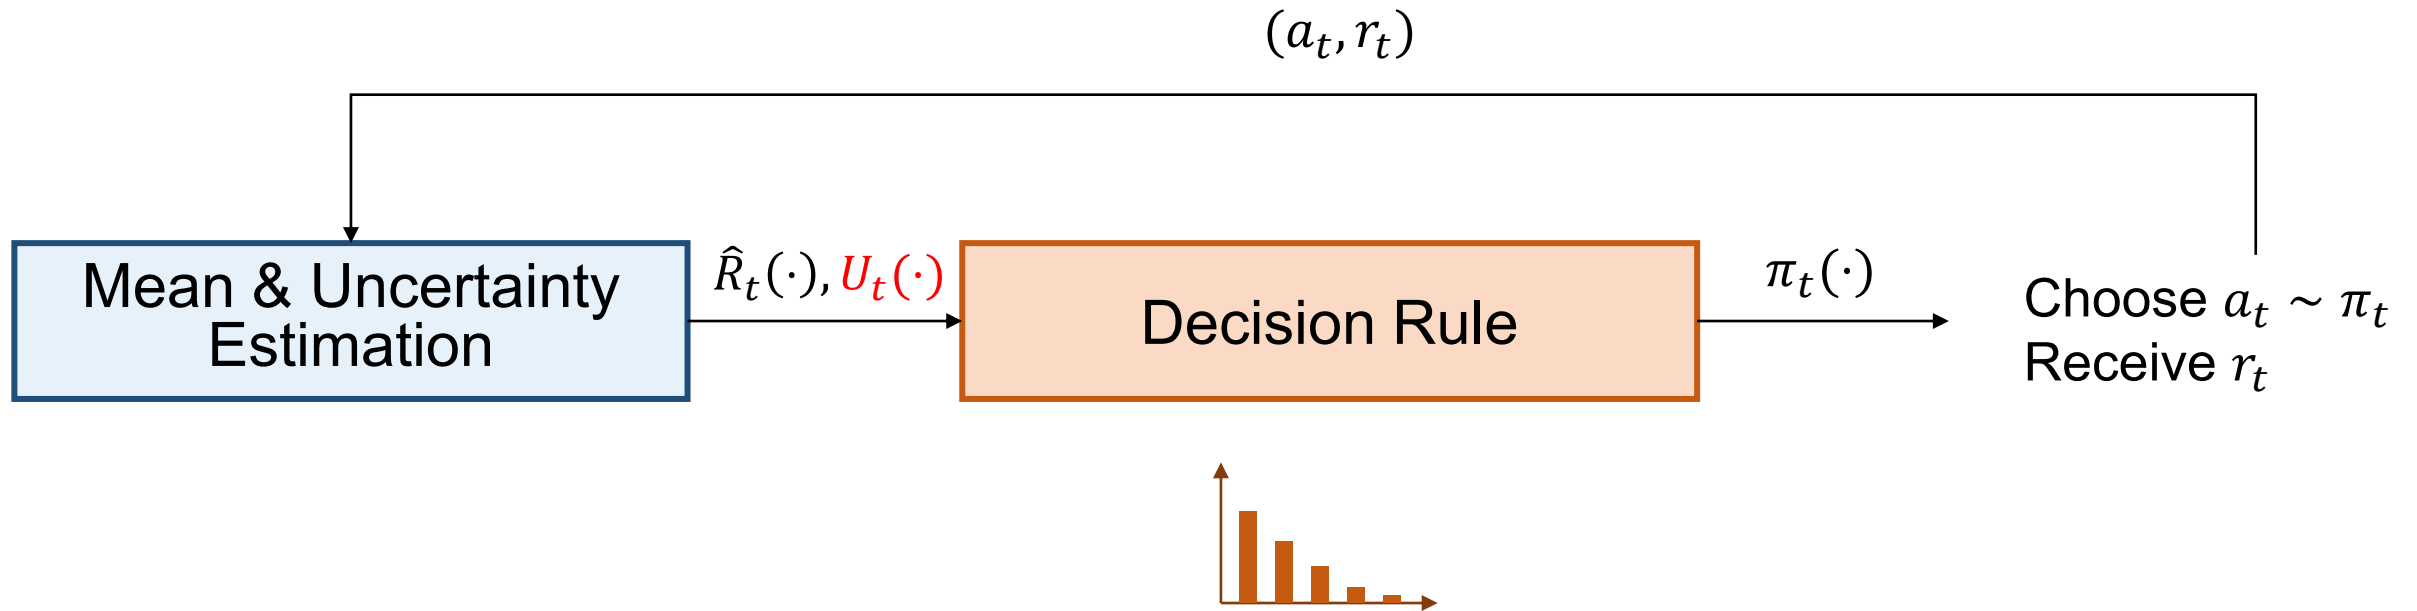 (a_t, r_t)
Mean & Uncertainty
Estimation
R̂_t(·), U_t(·)
Decision Rule
π_t(·)
Choose a_t ~ π_t
Receive r_t